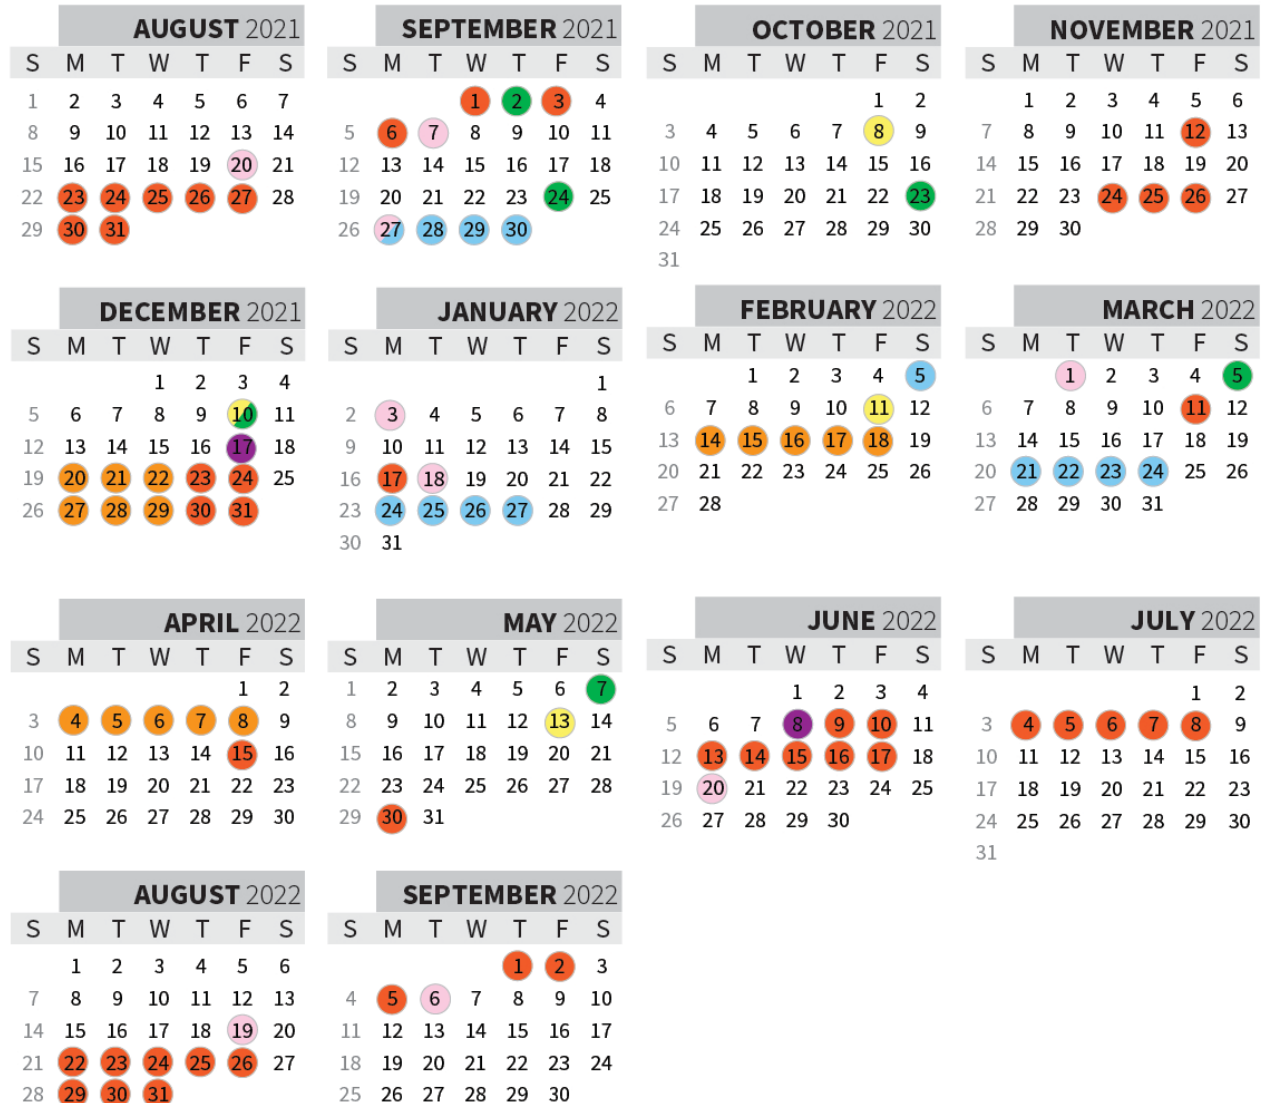 AUGUST 2021
S M T W T F S
1 2 3 4 5 6 7
8 9 10 11 12 13 14
15 16 17 18 19 20 21
22 23 24 25 26 27 28
29 30 31
SEPTEMBER 2021
S M T W T F S
1 2 3 4
5 6 7 8 9 10 11
12 13 14 15 16 17 18
19 20 21 22 23 24 25
26 27 28 29 30
OCTOBER 2021
S M T W T F S
1 2
3 4 5 6 7 8 9
10 11 12 13 14 15 16
17 18 19 20 21 22 23
24 25 26 27 28 29 30
31
NOVEMBER 2021
S M T W T F S
1 2 3 4 5 6
7 8 9 10 11 12 13
14 15 16 17 18 19 20
21 22 23 24 25 26 27
28 29 30
DECEMBER 2021
S M T W T F S
1 2 3 4
5 6 7 8 9 10 11
12 13 14 15 16 17 18
19 20 21 22 23 24 25
26 27 28 29 30 31
JANUARY 2022
S M T W T F S
1
2 3 4 5 6 7 8
9 10 11 12 13 14 15
16 17 18 19 20 21 22
23 24 25 26 27 28 29
30 31
FEBRUARY 2022
S M T W T F S
1 2 3 4 5
6 7 8 9 10 11 12
13 14 15 16 17 18 19
20 21 22 23 24 25 26
27 28
MARCH 2022
S M T W T F S
1 2 3 4 5
6 7 8 9 10 11 12
13 14 15 16 17 18 19
20 21 22 23 24 25 26
27 28 29 30 31
APRIL 2022
S M T W T F S
1 2
3 4 5 6 7 8 9
10 11 12 13 14 15 16
17 18 19 20 21 22 23
24 25 26 27 28 29 30
MAY 2022
S M T W T F S
1 2 3 4 5 6 7
8 9 10 11 12 13 14
15 16 17 18 19 20 21
22 23 24 25 26 27 28
29 30 31
JUNE 2022
S M T W T F S
1 2 3 4
5 6 7 8 9 10 11
12 13 14 15 16 17 18
19 20 21 22 23 24 25
26 27 28 29 30
JULY 2022
S M T W T F S
1 2
3 4 5 6 7 8 9
10 11 12 13 14 15 16
17 18 19 20 21 22 23
24 25 26 27 28 29 30
31
AUGUST 2022
S M T W T F S
1 2 3 4 5 6
7 8 9 10 11 12 13
14 15 16 17 18 19 20
21 22 23 24 25 26 27
28 29 30 31
SEPTEMBER 2022
S M T W T F S
1 2 3
4 5 6 7 8 9 10
11 12 13 14 15 16 17
18 19 20 21 22 23 24
25 26 27 28 29 30